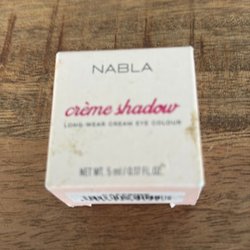 NABLA
crème shadow
LONG-WEAR CREAM EYE COLOUR
NET WT. 5 ml / 0.17 FL.OZ.